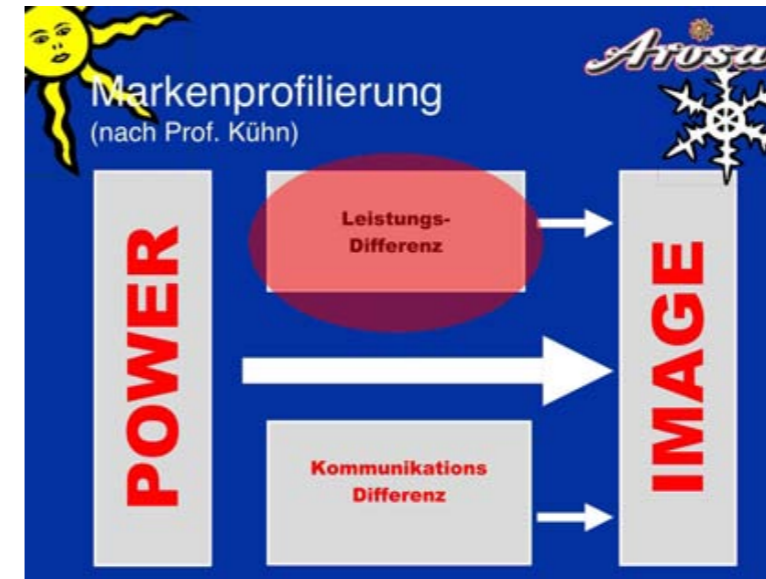 Arosa
Markenprofilierung
(nach Prof. Kühn)
POWER
Leistungs-
Differenz
Kommunikations
Differenz
IMAGE